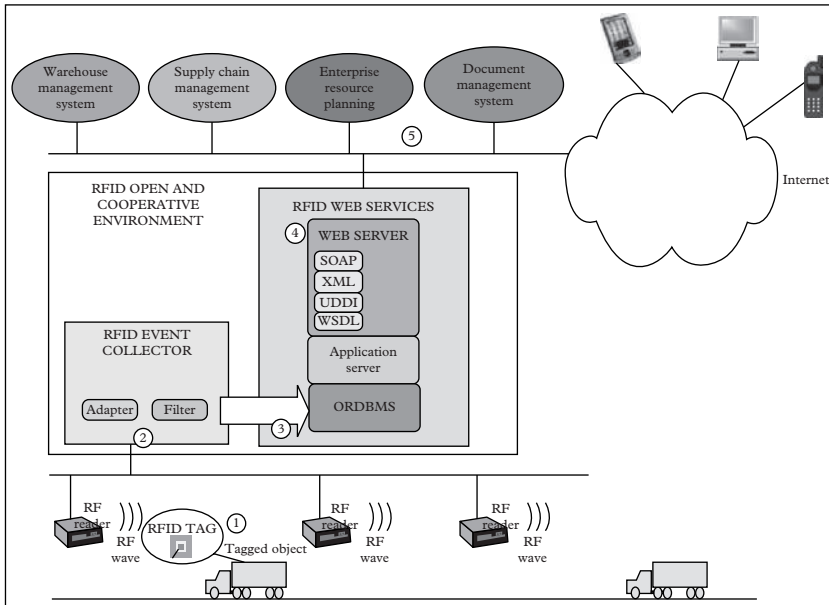 Warehouse
management
system
Supply chain
management
system
Enterprise
resource
planning
Document
management
system
5
Internet
RFID OPEN AND
COOPERATIVE
ENVIRONMENT
RFID WEB SERVICES
4
WEB SERVER
SOAP
XML
UDDI
WSDL
RFID EVENT
COLLECTOR
Application
server
Adapter
Filter
ORDBMS
2
3
RF
reader
RF
wave
RFID TAG
1
Tagged object
RF
reader
RF
wave
RF
reader
RF
wave